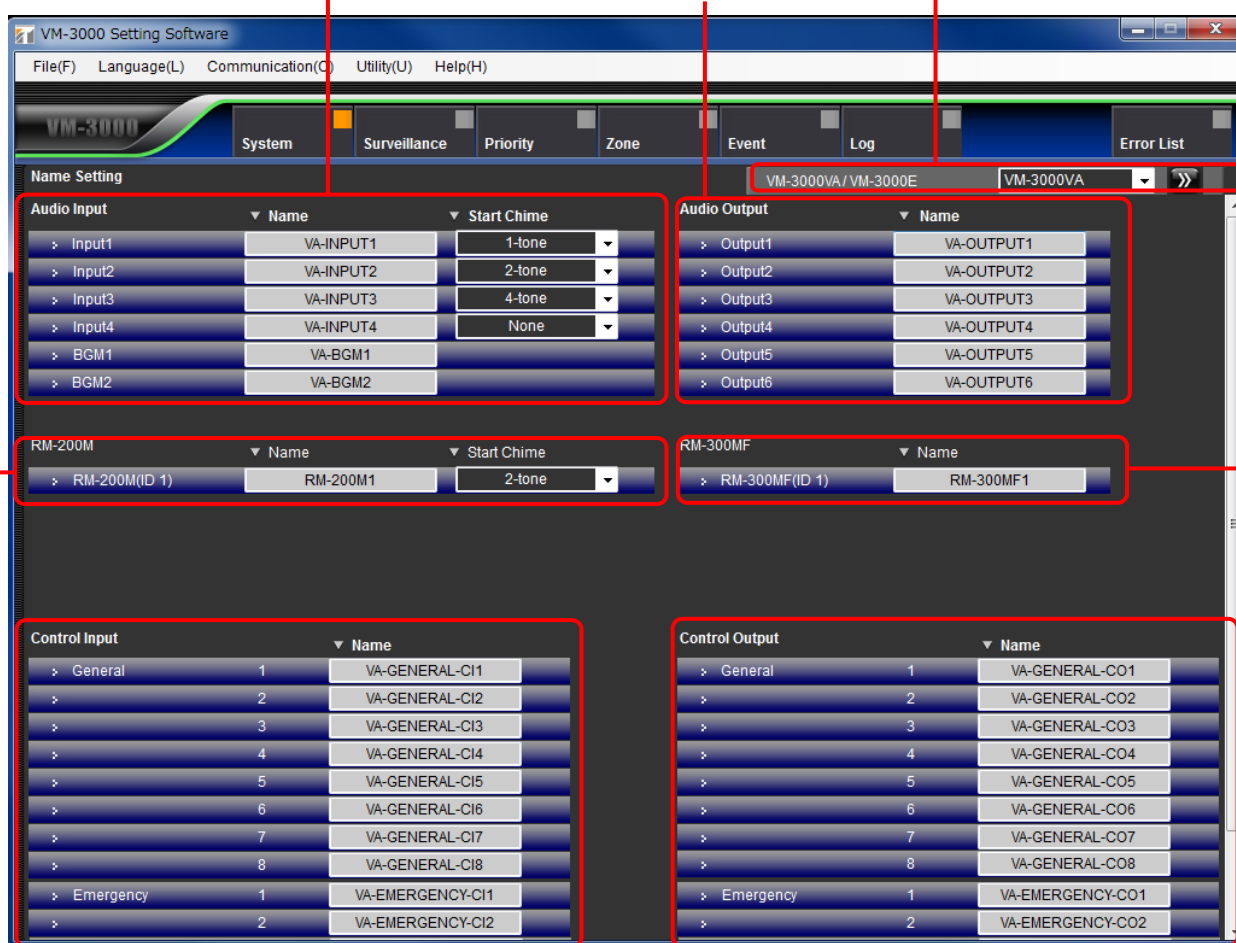 VM-3000 Setting Software
File(F) Language(L) Communication(C) Utility(U) Help(H)
VM-3000 System Surveillance Priority Zone Event Log Error List
Name Setting VM-3000VA / VM-3000E VM-3000VA
Audio Input Name Start Chime Audio Output Name
Input1 VA-INPUT1 1-tone Output1 VA-OUTPUT1
Input2 VA-INPUT2 2-tone Output2 VA-OUTPUT2
Input3 VA-INPUT3 4-tone Output3 VA-OUTPUT3
Input4 VA-INPUT4 None Output4 VA-OUTPUT4
BGM1 VA-BGM1 Output5 VA-OUTPUT5
BGM2 VA-BGM2 Output6 VA-OUTPUT6
RM-200M Name Start Chime RM-300MF Name
RM-200M(ID 1) RM-200M1 2-tone RM-300MF(ID 1) RM-300MF1
Control Input Name Control Output Name
General 1 VA-GENERAL-CI1 General 1 VA-GENERAL-CO1
2 VA-GENERAL-CI2 2 VA-GENERAL-CO2
3 VA-GENERAL-CI3 3 VA-GENERAL-CO3
4 VA-GENERAL-CI4 4 VA-GENERAL-CO4
5 VA-GENERAL-CI5 5 VA-GENERAL-CO5
6 VA-GENERAL-CI6 6 VA-GENERAL-CO6
7 VA-GENERAL-CI7 7 VA-GENERAL-CO7
8 VA-GENERAL-CI8 8 VA-GENERAL-CO8
Emergency 1 VA-EMERGENCY-CI1 Emergency 1 VA-EMERGENCY-CO1
2 VA-EMERGENCY-CI2 2 VA-EMERGENCY-CO2